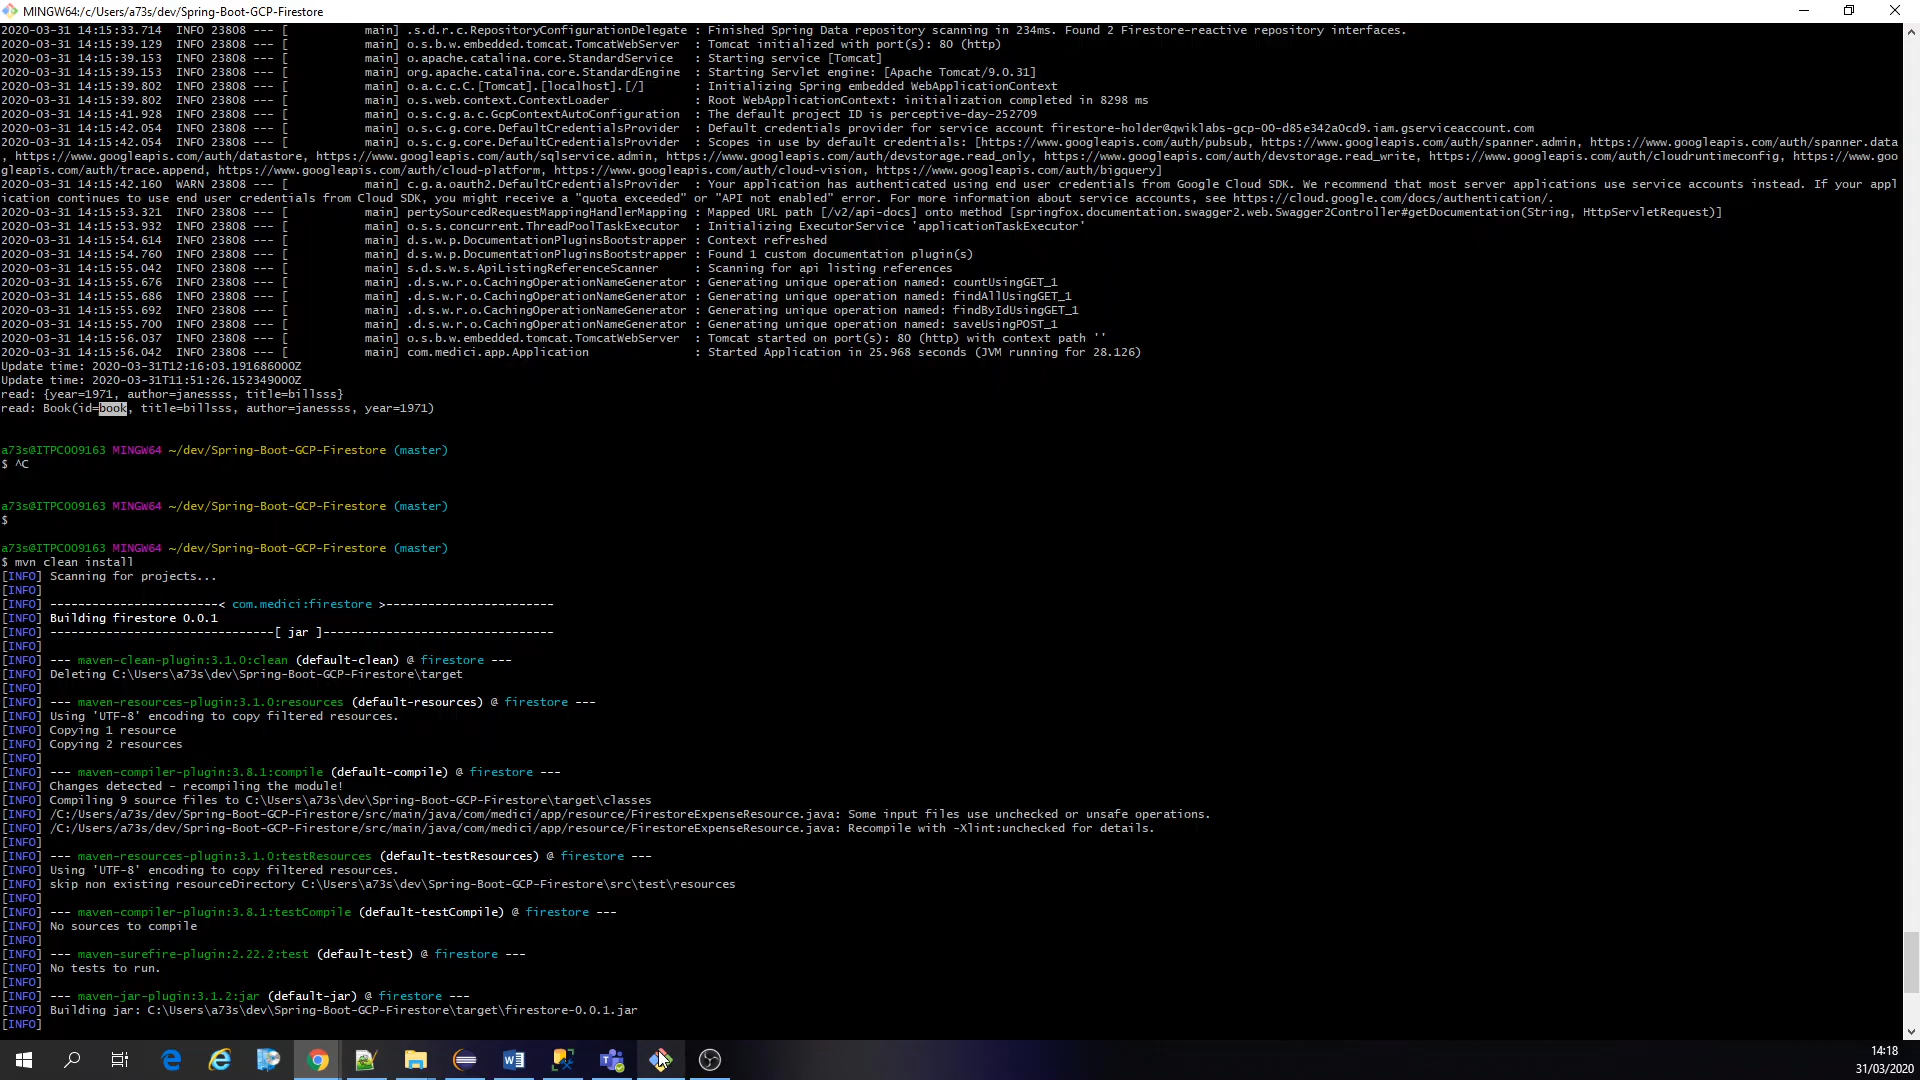 MINGW64:/c/Users/a73s/dev/Spring-Boot-GCP-Firestore
2020-03-31 14:15:33.714  INFO 23808 --- [           main] .s.d.r.c.RepositoryConfigurationDelegate : Finished Spring Data repository scanning in 234ms. Found 2 Firestore-reactive repository interfaces.
2020-03-31 14:15:39.129  INFO 23808 --- [           main] o.s.b.w.embedded.tomcat.TomcatWebServer  : Tomcat initialized with port(s): 80 (http)
2020-03-31 14:15:39.153  INFO 23808 --- [           main] o.apache.catalina.core.StandardService   : Starting service [Tomcat]
2020-03-31 14:15:39.153  INFO 23808 --- [           main] org.apache.catalina.core.StandardEngine  : Starting Servlet engine: [Apache Tomcat/9.0.31]
2020-03-31 14:15:39.802  INFO 23808 --- [           main] o.a.c.c.C.[Tomcat].[localhost].[/]       : Initializing Spring embedded WebApplicationContext
2020-03-31 14:15:39.802  INFO 23808 --- [           main] o.s.web.context.ContextLoader            : Root WebApplicationContext: initialization completed in 8298 ms
2020-03-31 14:15:41.928  INFO 23808 --- [           main] o.s.c.g.a.c.GcpContextAutoConfiguration  : The default project ID is perceptive-day-252709
2020-03-31 14:15:42.054  INFO 23808 --- [           main] o.s.c.g.core.DefaultCredentialsProvider  : Default credentials provider for service account firestore-holder@qwiklabs-gcp-00-d85e342a0cd9.iam.gserviceaccount.com
2020-03-31 14:15:42.054  INFO 23808 --- [           main] o.s.c.g.core.DefaultCredentialsProvider  : Scopes in use by default credentials: [https://www.googleapis.com/auth/pubsub, https://www.googleapis.com/auth/spanner.admin, https://www.googleapis.com/auth/spanner.data
, https://www.googleapis.com/auth/datastore, https://www.googleapis.com/auth/sqlservice.admin, https://www.googleapis.com/auth/devstorage.read_only, https://www.googleapis.com/auth/devstorage.read_write, https://www.googleapis.com/auth/cloudruntimeconfig, https://www.goo
gleapis.com/auth/trace.append, https://www.googleapis.com/auth/cloud-platform, https://www.googleapis.com/auth/cloud-vision, https://www.googleapis.com/auth/bigquery]
2020-03-31 14:15:42.160  WARN 23808 --- [           main] c.g.a.oauth2.DefaultCredentialsProvider  : Your application has authenticated using end user credentials from Google Cloud SDK. We recommend that most server applications use service accounts instead. If your appl
ication continues to use end user credentials from Cloud SDK, you might receive a "quota exceeded" or "API not enabled" error. For more information about service accounts, see https://cloud.google.com/docs/authentication/.
2020-03-31 14:15:53.321  INFO 23808 --- [           main] pertySourcedRequestMappingHandlerMapping : Mapped URL path [/v2/api-docs] onto method [springfox.documentation.swagger2.web.Swagger2Controller#getDocumentation(String, HttpServletRequest)]
2020-03-31 14:15:53.932  INFO 23808 --- [           main] o.s.s.concurrent.ThreadPoolTaskExecutor  : Initializing ExecutorService 'applicationTaskExecutor'
2020-03-31 14:15:54.614  INFO 23808 --- [           main] d.s.w.p.DocumentationPluginsBootstrapper : Context refreshed
2020-03-31 14:15:54.760  INFO 23808 --- [           main] d.s.w.p.DocumentationPluginsBootstrapper : Found 1 custom documentation plugin(s)
2020-03-31 14:15:55.042  INFO 23808 --- [           main] s.d.s.w.s.ApiListingReferenceScanner     : Scanning for api listing references
2020-03-31 14:15:55.676  INFO 23808 --- [           main] .d.s.w.r.o.CachingOperationNameGenerator : Generating unique operation named: countUsingGET_1
2020-03-31 14:15:55.686  INFO 23808 --- [           main] .d.s.w.r.o.CachingOperationNameGenerator : Generating unique operation named: findAllUsingGET_1
2020-03-31 14:15:55.692  INFO 23808 --- [           main] .d.s.w.r.o.CachingOperationNameGenerator : Generating unique operation named: findByIdUsingGET_1
2020-03-31 14:15:55.700  INFO 23808 --- [           main] .d.s.w.r.o.CachingOperationNameGenerator : Generating unique operation named: saveUsingPOST_1
2020-03-31 14:15:56.037  INFO 23808 --- [           main] o.s.b.w.embedded.tomcat.TomcatWebServer  : Tomcat started on port(s): 80 (http) with context path ''
2020-03-31 14:15:56.042  INFO 23808 --- [           main] com.medici.app.Application               : Started Application in 25.968 seconds (JVM running for 28.126)
Update time: 2020-03-31T12:16:03.191686000Z
Update time: 2020-03-31T11:51:26.152349000Z
read: {year=1971, author=janessss, title=billsss}
read: Book(id=book, title=billsss, author=janessss, year=1971)
a73s@ITPC009163 MINGW64 ~/dev/Spring-Boot-GCP-Firestore (master)
$ ^C
a73s@ITPC009163 MINGW64 ~/dev/Spring-Boot-GCP-Firestore (master)
$
a73s@ITPC009163 MINGW64 ~/dev/Spring-Boot-GCP-Firestore (master)
$ mvn clean install
[INFO] Scanning for projects...
[INFO]
[INFO] ------------------------< com.medici:firestore >------------------------
[INFO] Building firestore 0.0.1
[INFO] --------------------------------[ jar ]---------------------------------
[INFO]
[INFO] --- maven-clean-plugin:3.1.0:clean (default-clean) @ firestore ---
[INFO] Deleting C:\Users\a73s\dev\Spring-Boot-GCP-Firestore\target
[INFO]
[INFO] --- maven-resources-plugin:3.1.0:resources (default-resources) @ firestore ---
[INFO] Using 'UTF-8' encoding to copy filtered resources.
[INFO] Copying 1 resource
[INFO] Copying 2 resources
[INFO]
[INFO] --- maven-compiler-plugin:3.8.1:compile (default-compile) @ firestore ---
[INFO] Changes detected - recompiling the module!
[INFO] Compiling 9 source files to C:\Users\a73s\dev\Spring-Boot-GCP-Firestore\target\classes
[INFO] /C:/Users/a73s/dev/Spring-Boot-GCP-Firestore/src/main/java/com/medici/app/resource/FirestoreExpenseResource.java: Some input files use unchecked or unsafe operations.
[INFO] /C:/Users/a73s/dev/Spring-Boot-GCP-Firestore/src/main/java/com/medici/app/resource/FirestoreExpenseResource.java: Recompile with -Xlint:unchecked for details.
[INFO]
[INFO] --- maven-resources-plugin:3.1.0:testResources (default-testResources) @ firestore ---
[INFO] Using 'UTF-8' encoding to copy filtered resources.
[INFO] skip non existing resourceDirectory C:\Users\a73s\dev\Spring-Boot-GCP-Firestore\src\test\resources
[INFO]
[INFO] --- maven-compiler-plugin:3.8.1:testCompile (default-testCompile) @ firestore ---
[INFO] No sources to compile
[INFO]
[INFO] --- maven-surefire-plugin:2.22.2:test (default-test) @ firestore ---
[INFO] No tests to run.
[INFO]
[INFO] --- maven-jar-plugin:3.1.2:jar (default-jar) @ firestore ---
[INFO] Building jar: C:\Users\a73s\dev\Spring-Boot-GCP-Firestore\target\firestore-0.0.1.jar
[INFO]
14:18
31/03/2020